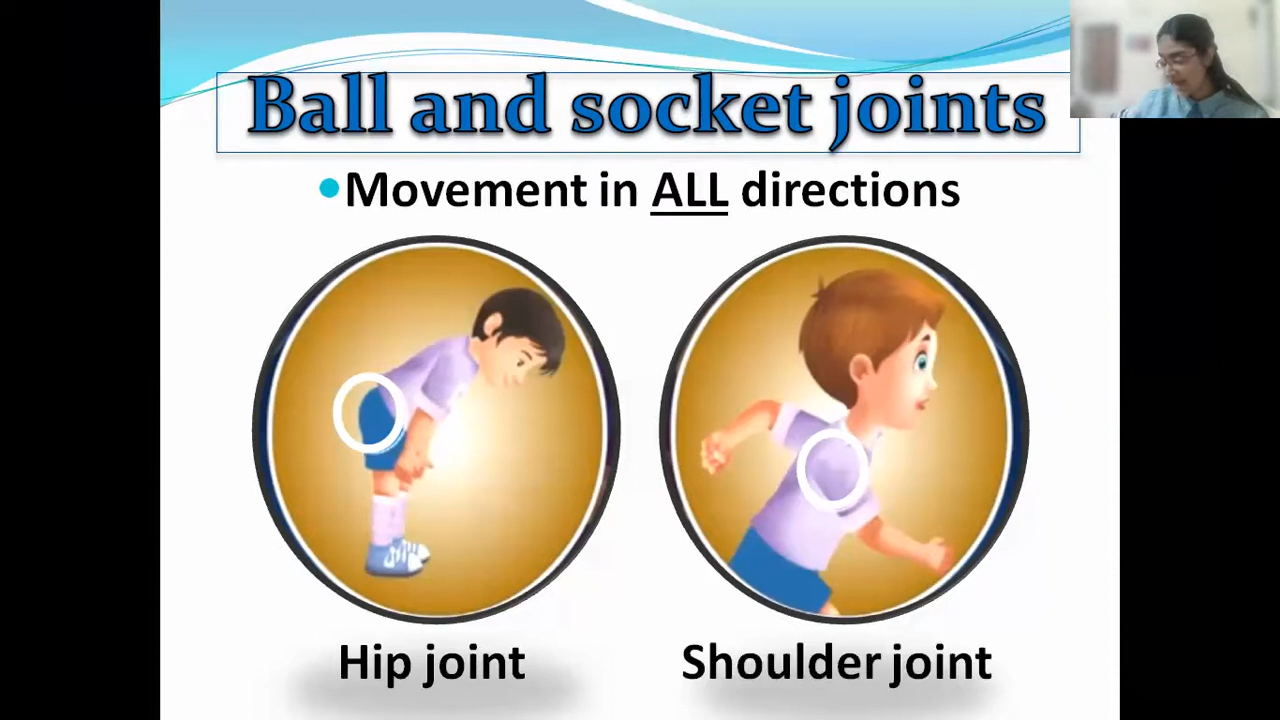 Ball and socket joints
•Movement in ALL directions
Hip joint
Shoulder joint